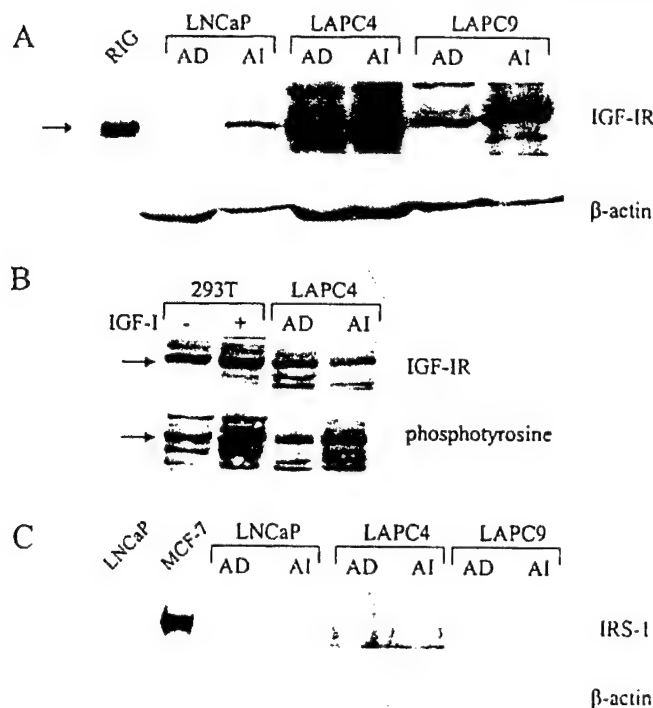 A
RIG
LNCaP LAPC4 LAPC9
AD AI AD AI AD AI
→ IGF-IR
β-actin
B
293T LAPC4
IGF-I - + AD AI
→ IGF-IR
→ phosphotyrosine
C
LNCaP MCF-7
LNCaP LAPC4 LAPC9
AD AI AD AI AD AI
IRS-1
β-actin